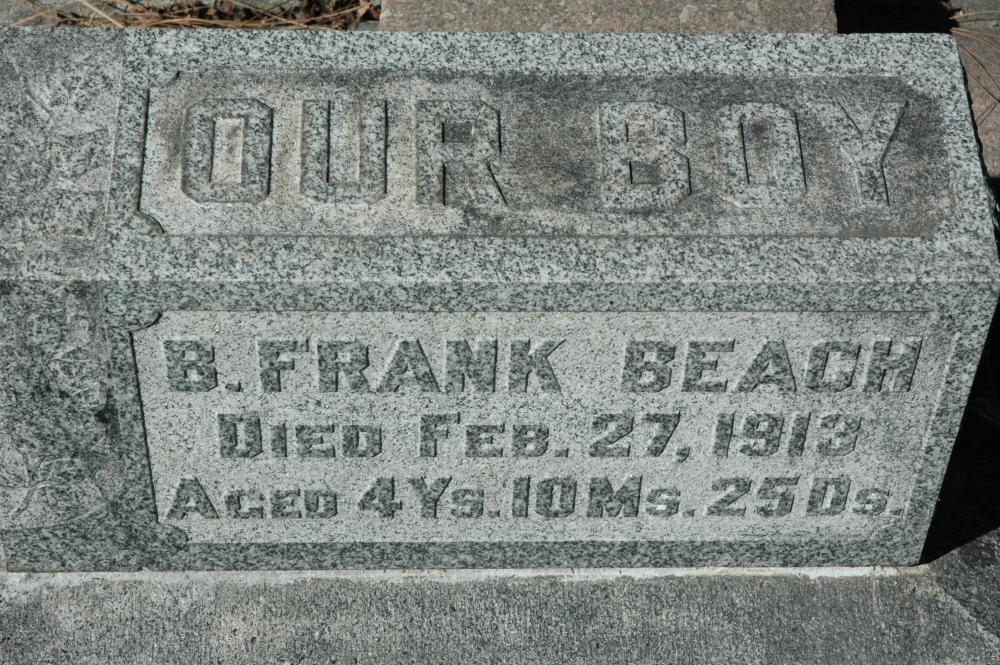 OUR BOY
B. FRANK BEACH
DIED FEB. 27, 1913
AGED 4 YS. 10 MS. 25 DS.